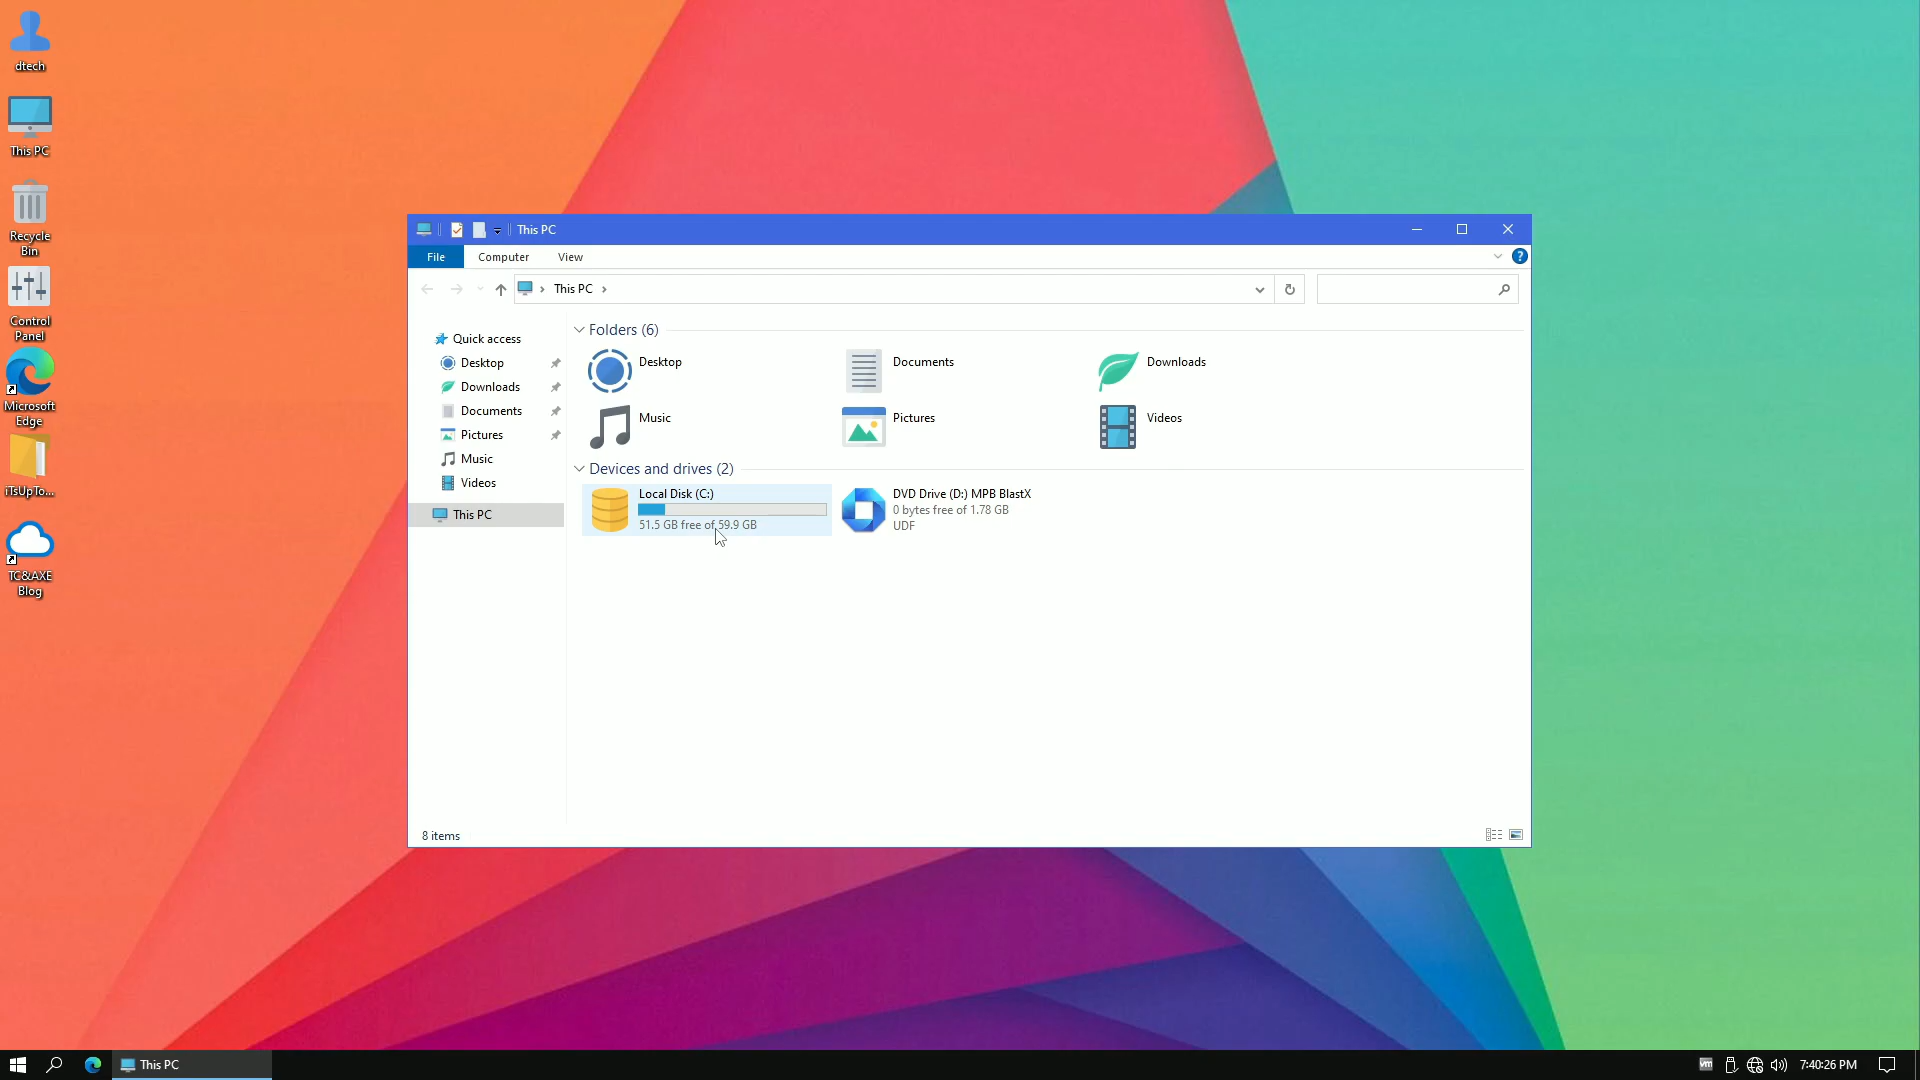 dtech
This PC
Recycle
Bin
Control
Panel
Microsoft
Edge
iTsUpTo...
TC&AXE
Blog
This PC
File
Computer
View
?
This PC
Quick access
Desktop
Downloads
Documents
Pictures
Music
Videos
This PC
Folders (6)
Desktop
Documents
Downloads
Music
Pictures
Videos
Devices and drives (2)
Local Disk (C:)
51.5 GB free of 59.9 GB
DVD Drive (D:) MPB BlastX
0 bytes free of 1.78 GB
UDF
8 items
This PC
vm
7:40:26 PM